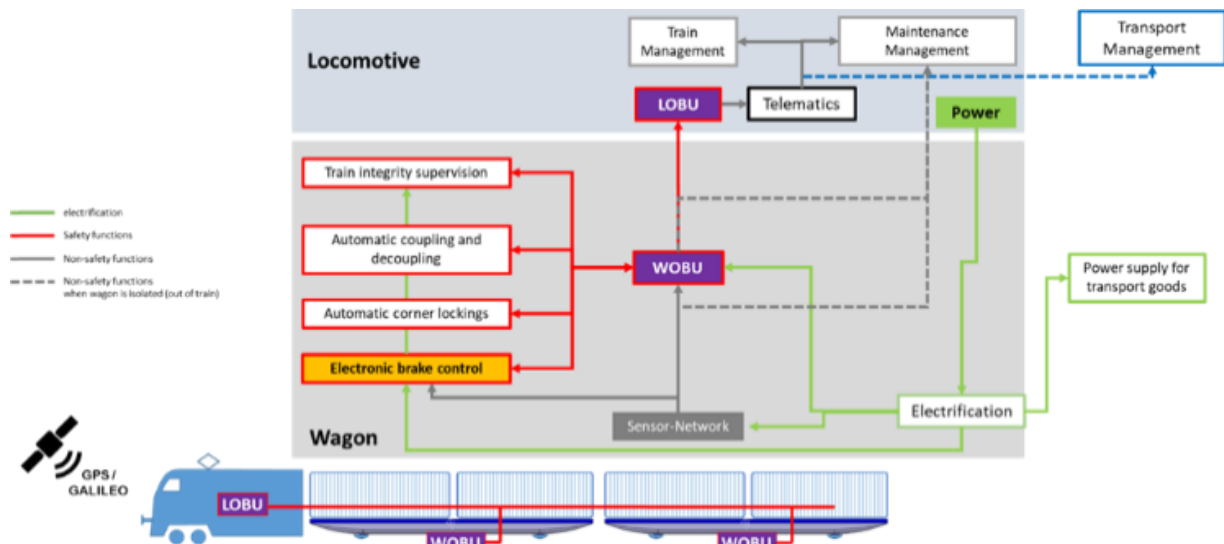 Locomotive
Train
Management
Maintenance
Management
Transport
Management
LOBU
Telematics
Power
Train integrity supervision
Automatic coupling and
decoupling
WOBU
Automatic corner lockings
Electronic brake control
Sensor-Network
Electrification
Power supply for
transport goods
Wagon
electrification
Safety functions
Non-safety functions
Non-safety functions
when wagon is isolated (out of train)
GPS /
GALILEO
LOBU
WOBU
WOBU